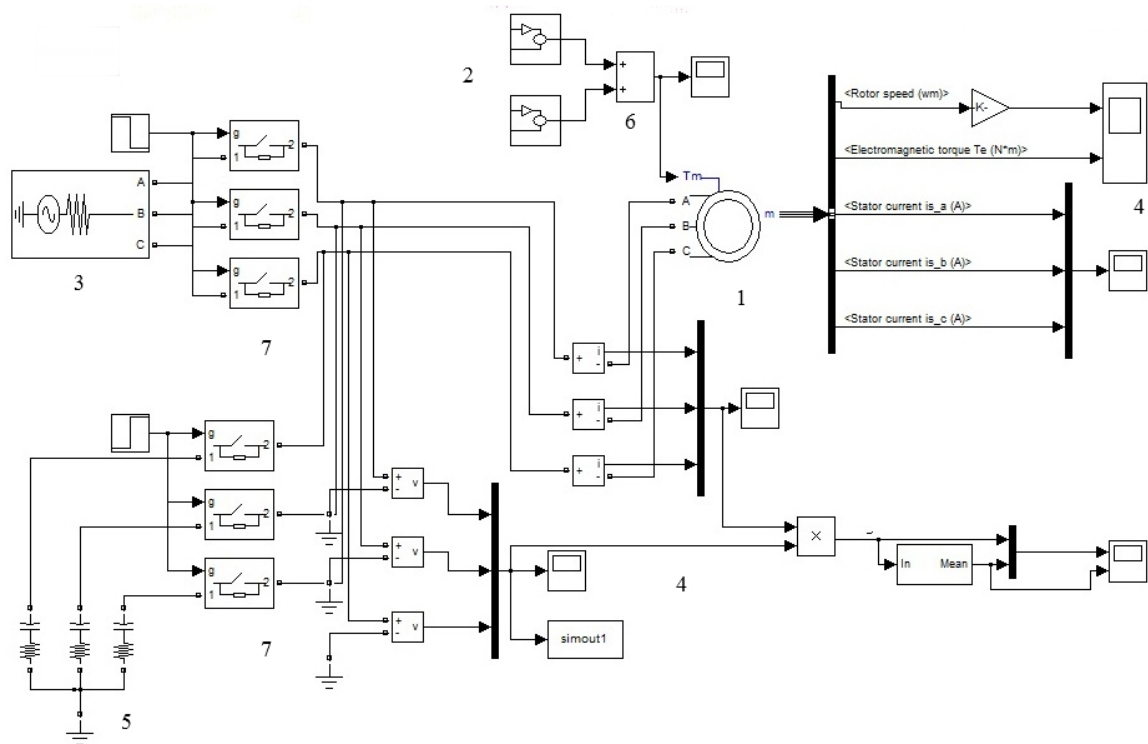 2
+
+
6
<Rotor speed (wm)>
K-
<Electromagnetic torque Te (N*m)>
4
g
1
2
A
B
C
3
g
1
2
g
1
2
7
Tm
A
B
C
m
1
<Stator current is_a (A)>
<Stator current is_b (A)>
<Stator current is_c (A)>
+
i
-
+
i
-
+
i
-
g
1
2
g
1
2
g
1
2
7
+
-
v
+
-
v
+
-
v
×
In
Mean
4
simout1
5